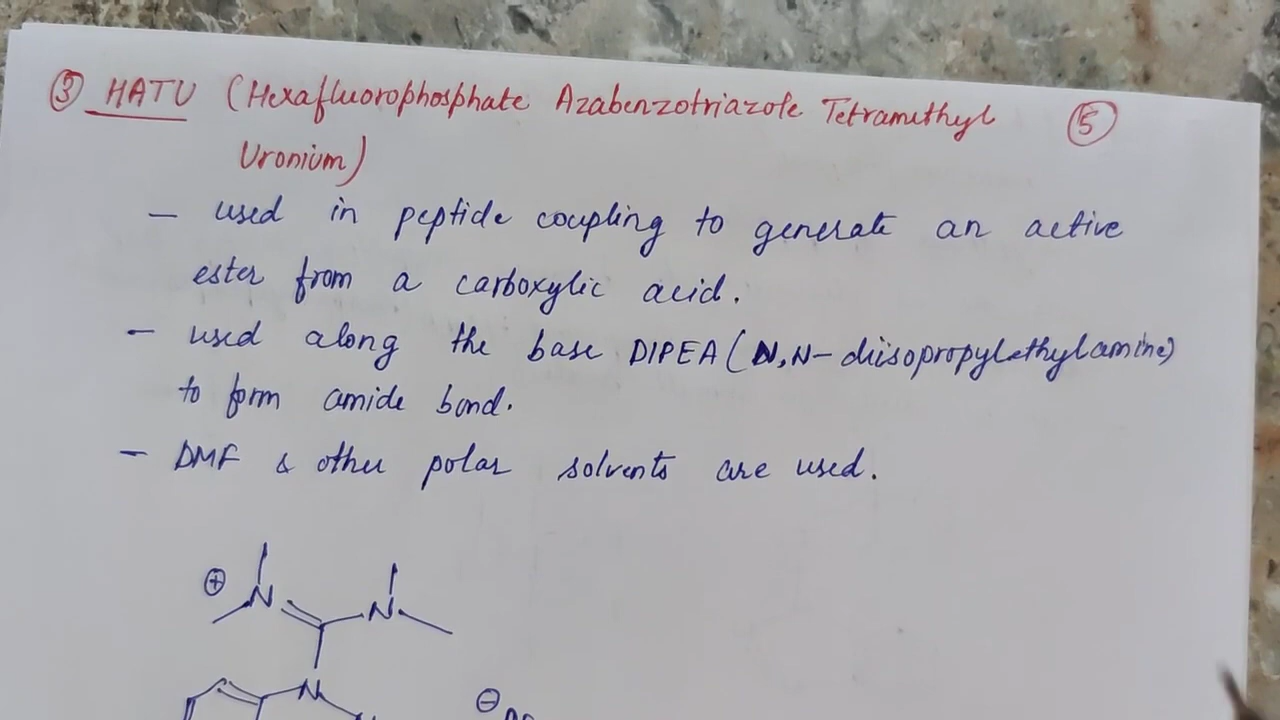 ③ HATU (Hexafluorophosphate Azabenzotriazole Tetramethyl ⑤
Uronium)
– used in peptide coupling to generate an active
ester from a carboxylic acid.
– used along the base DIPEA (N,N-diisopropylethylamine)
to form amide bond.
– DMF & other polar solvents are used.
⊕ N N
N
⊖